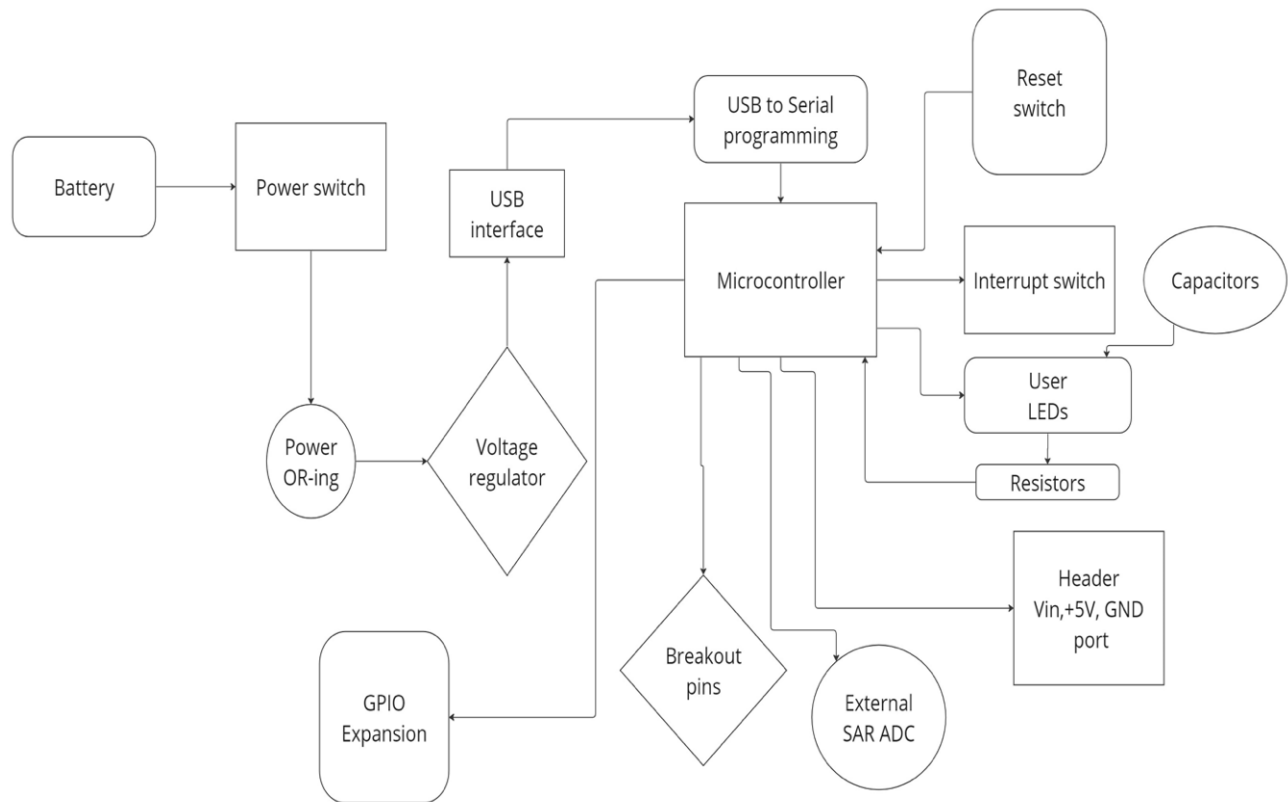 Reset
switch
USB to Serial
programming
Battery
Power switch
USB
interface
Microcontroller
Interrupt switch
Capacitors
User
LEDs
Power
OR-ing
Voltage
regulator
Resistors
Header
Vin,+5V, GND
port
Breakout
pins
GPIO
Expansion
External
SAR ADC